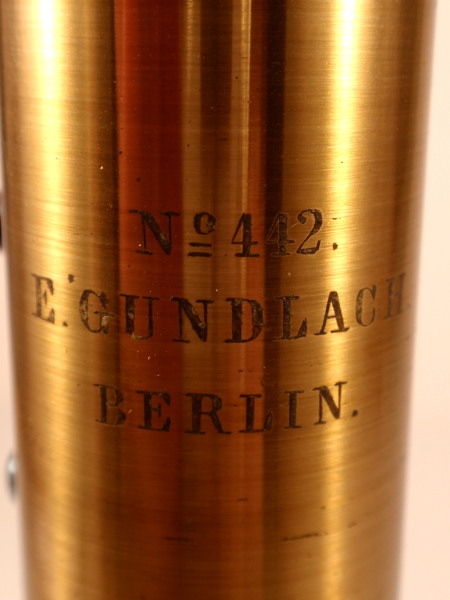 Nº 442.
E. GUNDLACH.
BERLIN.